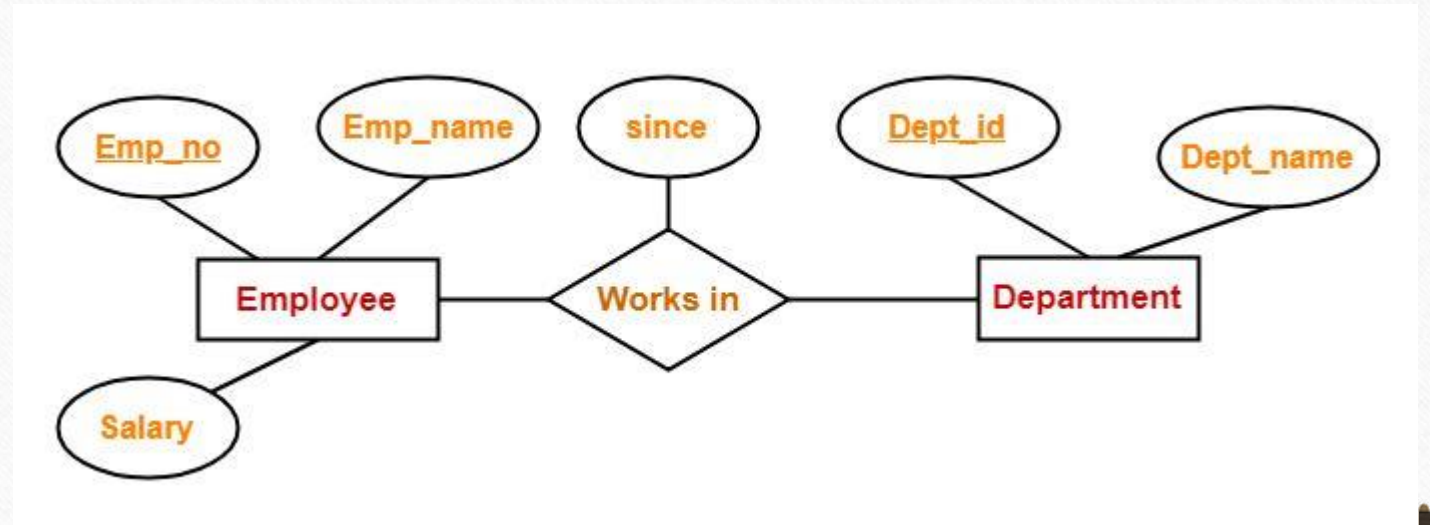 Emp_no
Emp_name
since
Dept_id
Dept_name
Employee
Works in
Department
Salary